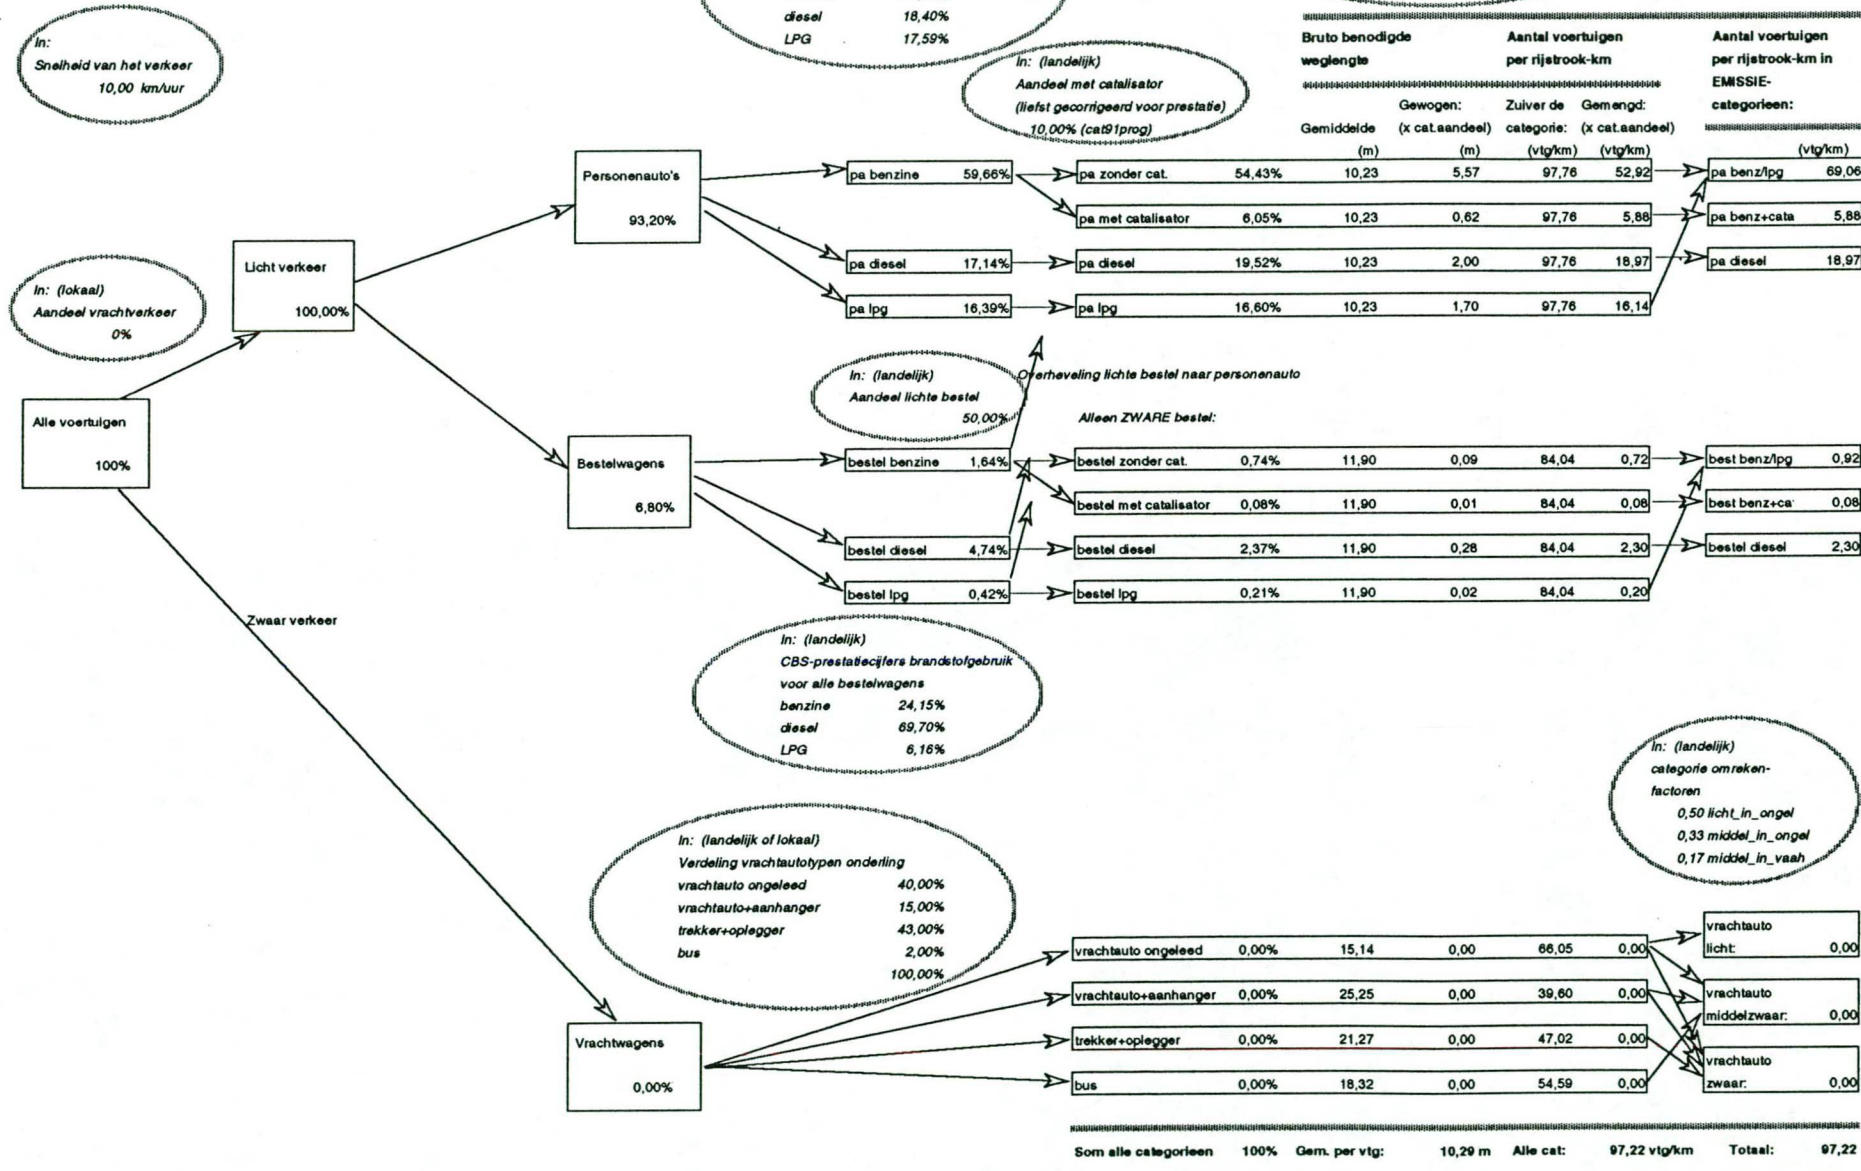 diesel 18,40%
LPG 17,59%
In:
Snelheid van het verkeer
10,00 km/uur
In: (landelijk)
Aandeel met catalisator
(liefst gecorrigeerd voor prestatie)
10,00% (cat91prog)
Bruto benodigde Aantal voertuigen Aantal voertuigen
weglengte per rijstrook-km per rijstrook-km in
EMISSIE-
Gewogen: Zuiver de Gemengd: categorieen:
Gemiddelde (x cat.aandeel) categorie: (x cat.aandeel)
(m) (m) (vtg/km) (vtg/km) (vtg/km)
Personenauto's
93,20%
pa benzine 59,66% pa zonder cat. 54,43% 10,23 5,57 97,76 52,92 pa benz/lpg 69,06
pa met catalisator 6,05% 10,23 0,62 97,76 5,88 pa benz+cata 5,88
pa diesel 17,14% pa diesel 19,52% 10,23 2,00 97,76 18,97 pa diesel 18,97
pa lpg 16,39% pa lpg 16,60% 10,23 1,70 97,76 16,14
Licht verkeer
100,00%
In: (lokaal)
Aandeel vrachtverkeer
0%
In: (landelijk)
Aandeel lichte bestel
50,00%
Overheveling lichte bestel naar personenauto
Alleen ZWARE bestel:
Alle voertuigen
100%
Bestelwagens
6,80%
bestel benzine 1,64% bestel zonder cat. 0,74% 11,90 0,09 84,04 0,72 best benz/lpg 0,92
bestel met catalisator 0,08% 11,90 0,01 84,04 0,08 best benz+ca 0,08
bestel diesel 4,74% bestel diesel 2,37% 11,90 0,28 84,04 2,30 bestel diesel 2,30
bestel lpg 0,42% bestel lpg 0,21% 11,90 0,02 84,04 0,20
Zwaar verkeer
In: (landelijk)
CBS-prestatiecijfers brandstofgebruik
voor alle bestelwagens
benzine 24,15%
diesel 69,70%
LPG 6,16%
In: (landelijk)
categorie omreken-
factoren
0,50 licht_in_ongel
0,33 middel_in_ongel
0,17 middel_in_vaah
In: (landelijk of lokaal)
Verdeling vrachtautotypen onderling
vrachtauto ongeleed 40,00%
vrachtauto+aanhanger 15,00%
trekker+oplegger 43,00%
bus 2,00%
100,00%
Vrachtwagens
0,00%
vrachtauto ongeleed 0,00% 15,14 0,00 66,05 0,00
vrachtauto+aanhanger 0,00% 25,25 0,00 39,60 0,00
trekker+oplegger 0,00% 21,27 0,00 47,02 0,00
bus 0,00% 18,32 0,00 54,59 0,00
vrachtauto
licht: 0,00
vrachtauto
middelzwaar: 0,00
vrachtauto
zwaar: 0,00
Som alle categorieen 100% Gem. per vtg: 10,29 m Alle cat: 97,22 vtg/km Totaal: 97,22